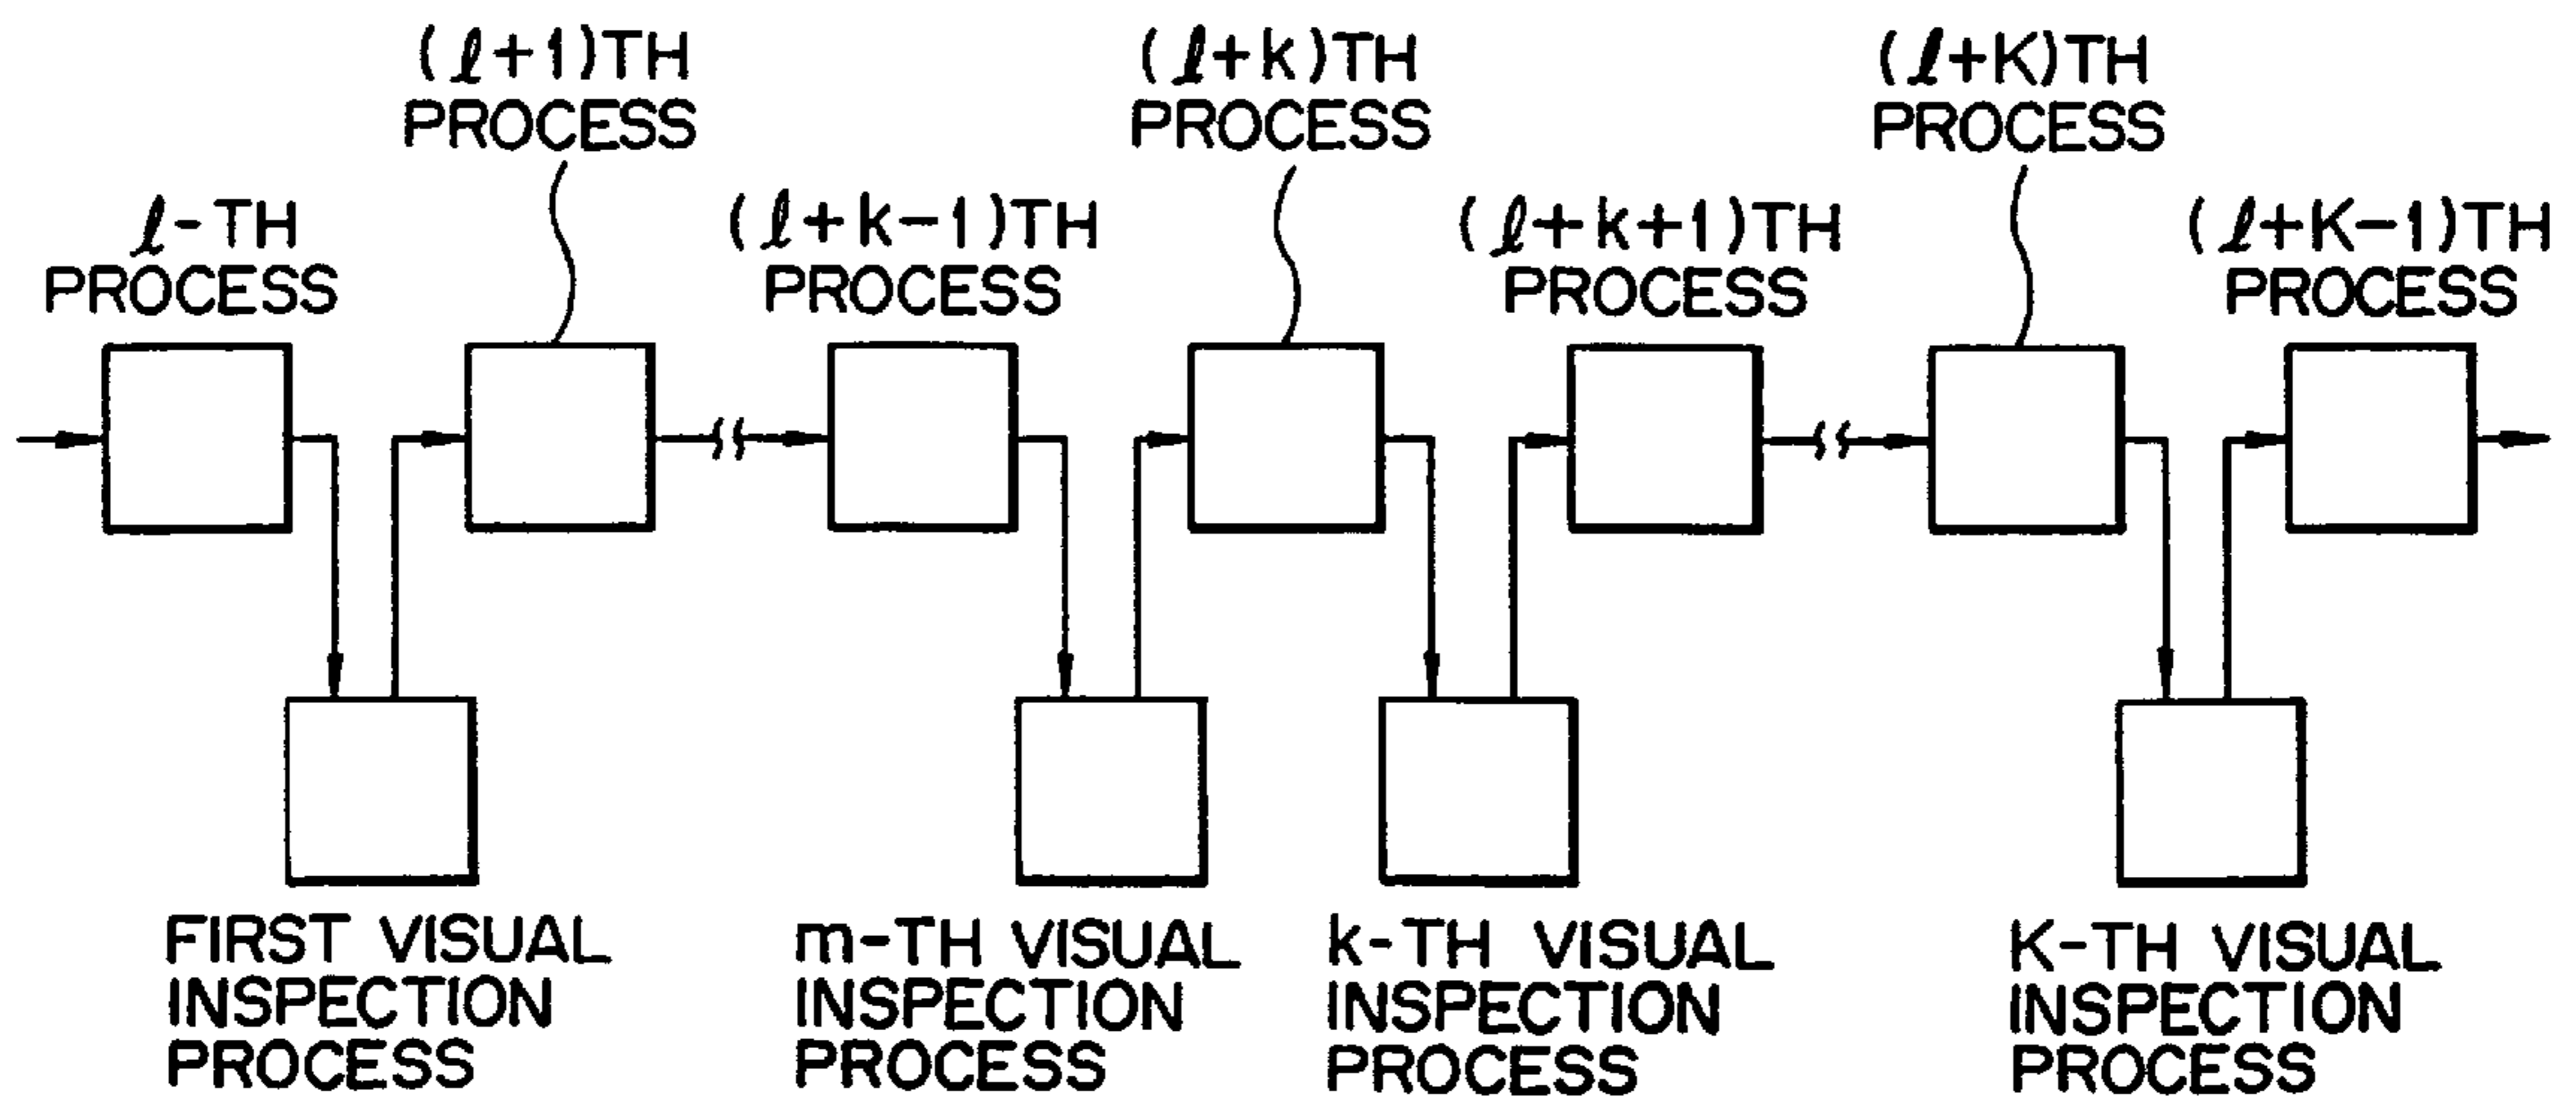 (ℓ+1)TH
PROCESS
(ℓ+k)TH
PROCESS
(ℓ+K)TH
PROCESS
ℓ-TH
PROCESS
(ℓ+k-1)TH
PROCESS
(ℓ+k+1)TH
PROCESS
(ℓ+K-1)TH
PROCESS
FIRST VISUAL
INSPECTION
PROCESS
m-TH VISUAL
INSPECTION
PROCESS
k-TH VISUAL
INSPECTION
PROCESS
K-TH VISUAL
INSPECTION
PROCESS